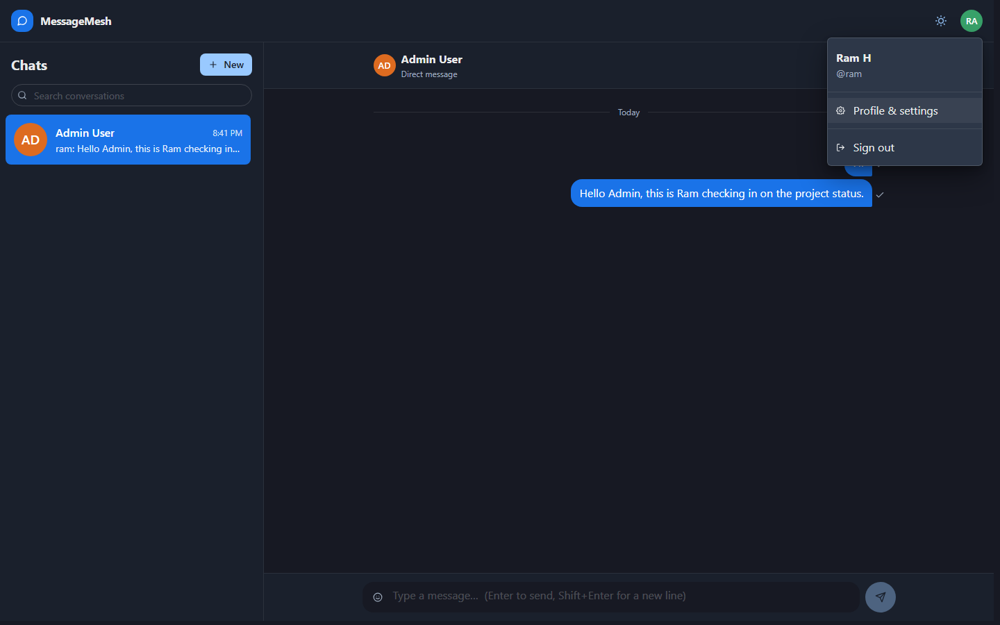 MessageMesh
RA
Chats
New
Search conversations
AD
Admin User
8:41 PM
ram: Hello Admin, this is Ram checking in...
AD
Admin User
Direct message
Ram H
@ram
Profile & settings
Sign out
Today
Hello Admin, this is Ram checking in on the project status.
Type a message... (Enter to send, Shift+Enter for a new line)